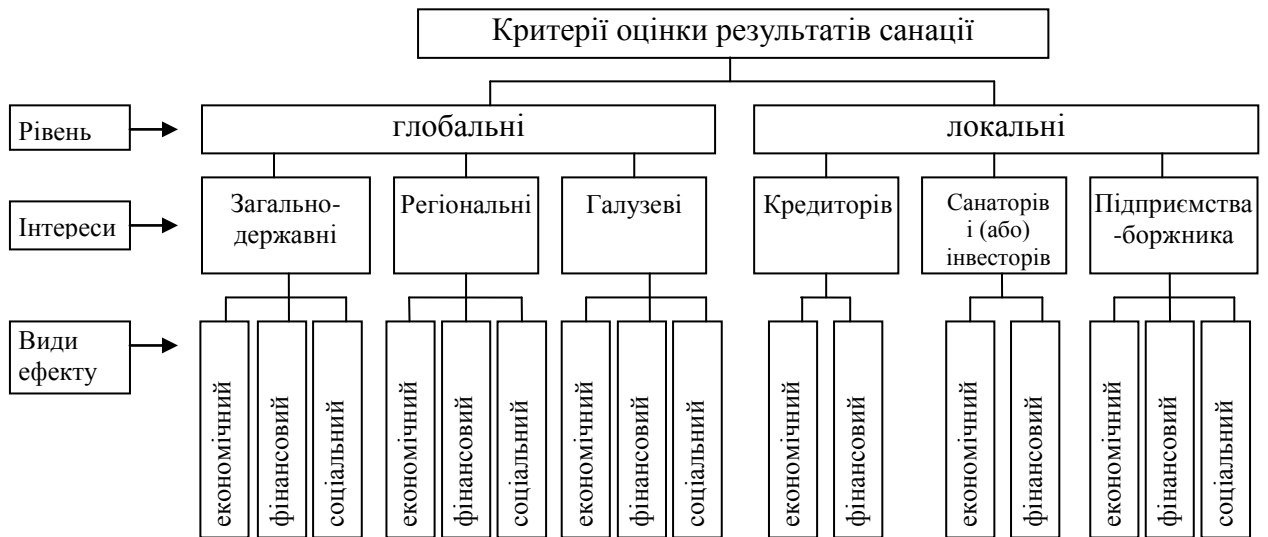 Критерії оцінки результатів санації
Рівень
глобальні
локальні
Інтереси
Загально-
державні
Регіональні
Галузеві
Кредиторів
Санаторів
і (або)
інвесторів
Підприємства
-боржника
Види
ефекту
економічний
фінансовий
соціальний
економічний
фінансовий
соціальний
економічний
фінансовий
соціальний
економічний
фінансовий
економічний
фінансовий
економічний
фінансовий
соціальний